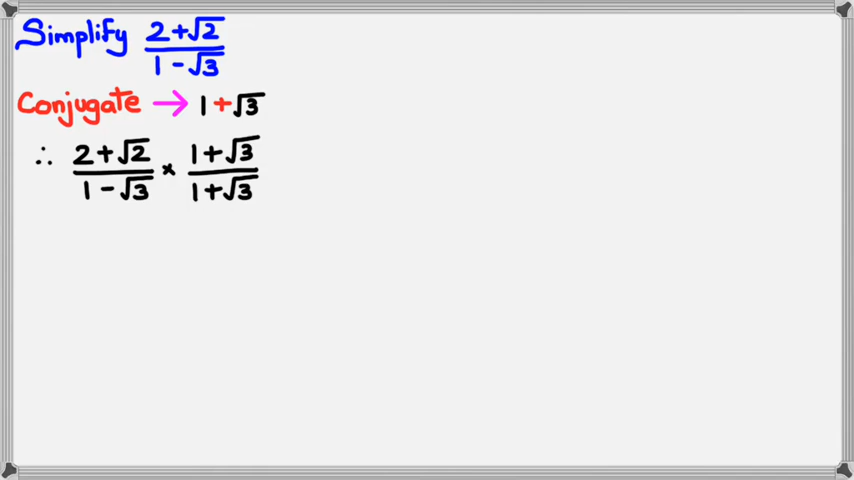 Simplify (2+√2)/(1-√3)
Conjugate → 1+√3
∴ (2+√2)/(1-√3) × (1+√3)/(1+√3)